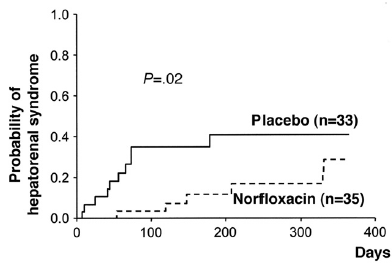 Probability of
hepatorenal syndrome
1.0
0.8
0.6
0.4
0.2
0.0
P=.02
Placebo (n=33)
Norfloxacin (n=35)
0
100
200
300
400
Days